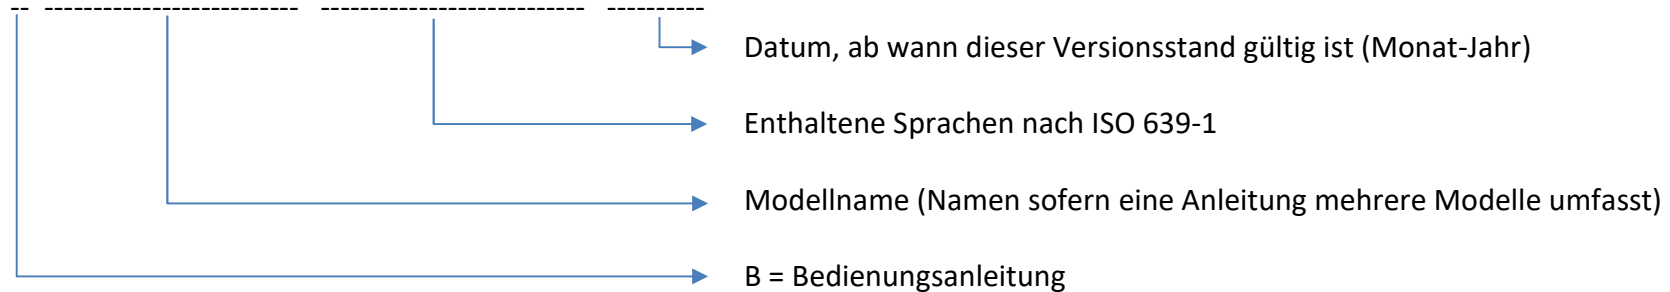 -- -------------------------- --------------------------- ----------
Datum, ab wann dieser Versionsstand gültig ist (Monat-Jahr)
Enthaltene Sprachen nach ISO 639-1
Modellname (Namen sofern eine Anleitung mehrere Modelle umfasst)
B = Bedienungsanleitung